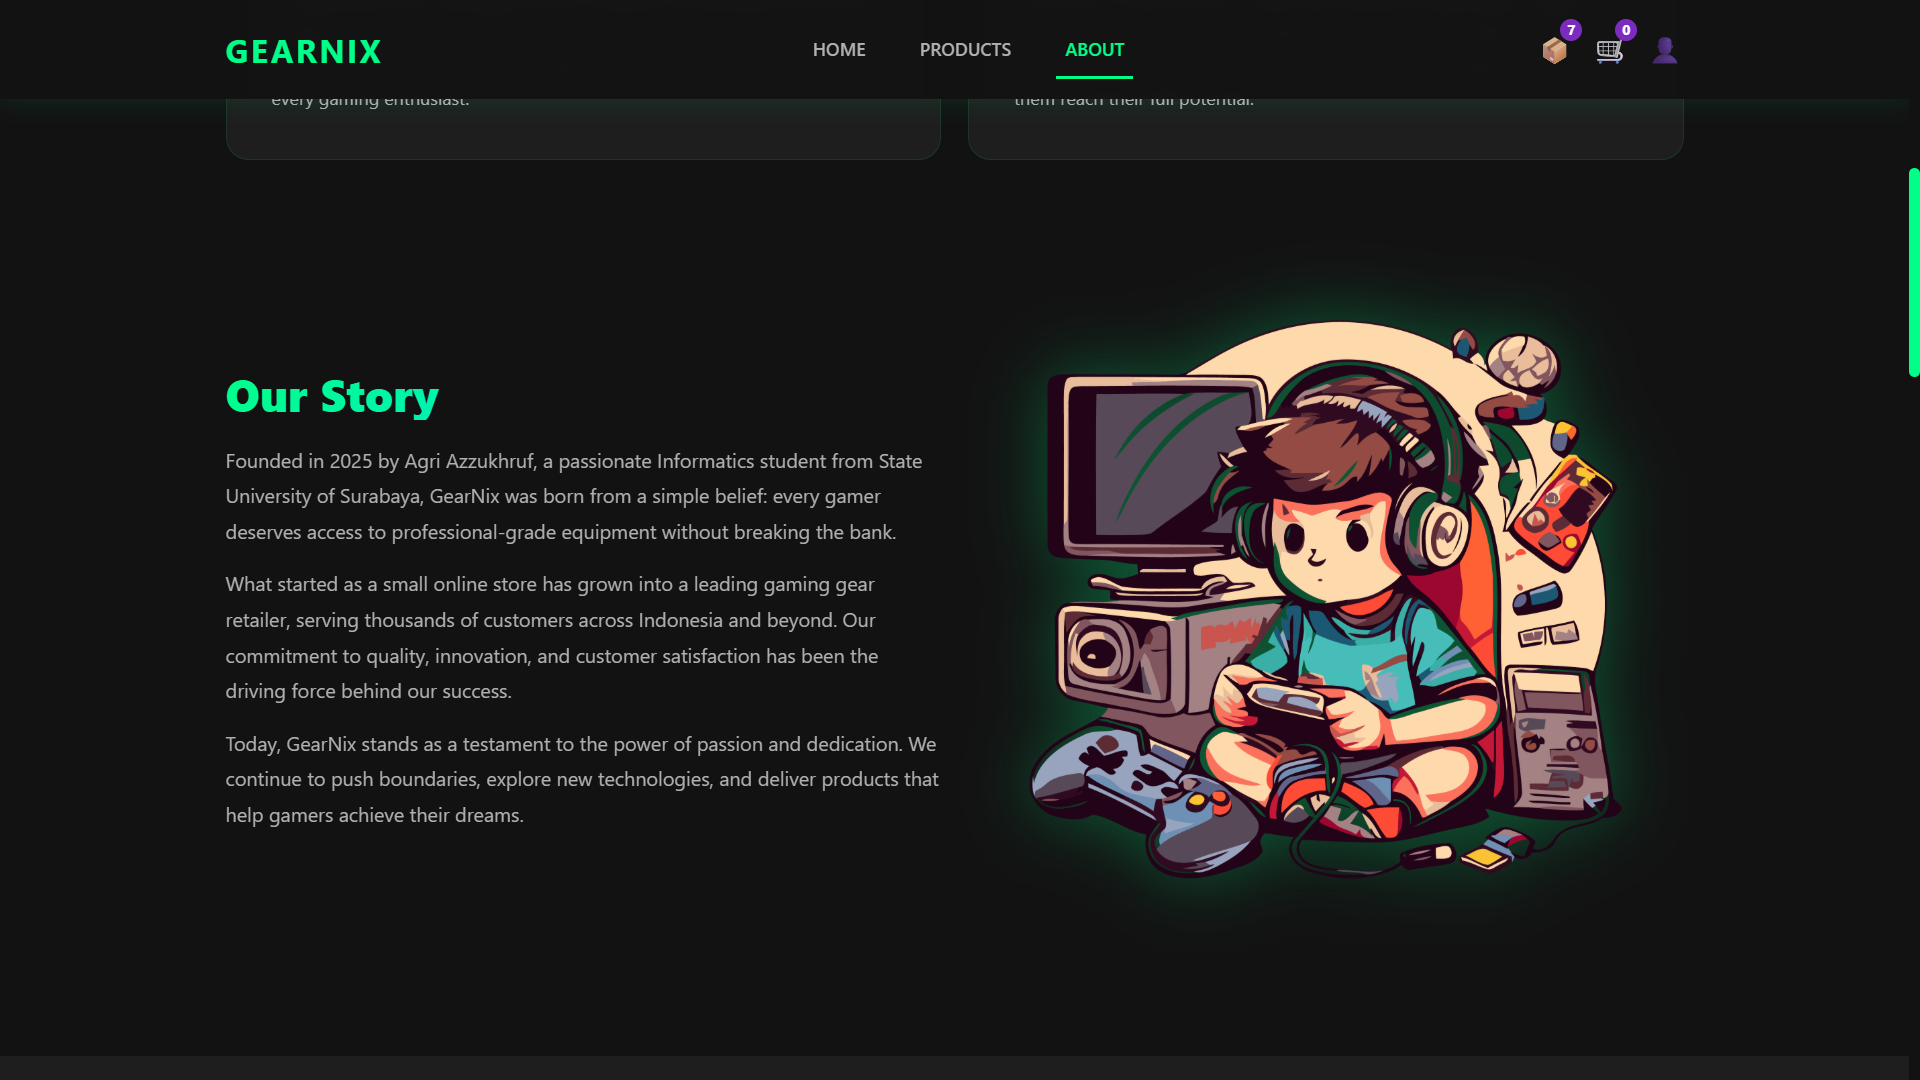 GEARNIX
HOME
PRODUCTS
ABOUT
7
0
every gaming enthusiast.
them reach their full potential.
Our Story
Founded in 2025 by Agri Azzukhruf, a passionate Informatics student from State
University of Surabaya, GearNix was born from a simple belief: every gamer
deserves access to professional-grade equipment without breaking the bank.
What started as a small online store has grown into a leading gaming gear
retailer, serving thousands of customers across Indonesia and beyond. Our
commitment to quality, innovation, and customer satisfaction has been the
driving force behind our success.
Today, GearNix stands as a testament to the power of passion and dedication. We
continue to push boundaries, explore new technologies, and deliver products that
help gamers achieve their dreams.